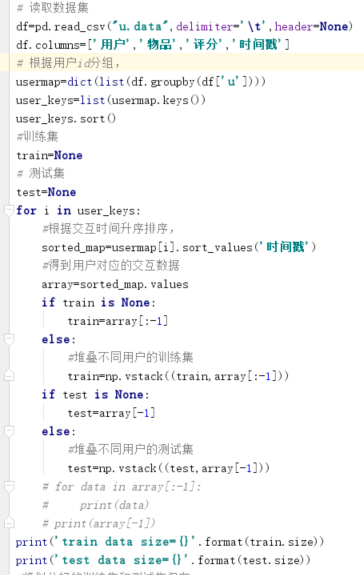 # 读取数据集
df=pd.read_csv("u.data",delimiter='\t',header=None)
df.columns=['用户','物品','评分','时间戳']
# 根据用户id分组,
usermap=dict(list(df.groupby(df['u'])))
user_keys=list(usermap.keys())
user_keys.sort()
#训练集
train=None
# 测试集
test=None
for i in user_keys:
    #根据交互时间升序排序,
    sorted_map=usermap[i].sort_values('时间戳')
    #得到用户对应的交互数据
    array=sorted_map.values
    if train is None:
        train=array[:-1]
    else:
        #堆叠不同用户的训练集
        train=np.vstack((train,array[:-1]))
    if test is None:
        test=array[-1]
    else:
        #堆叠不同用户的测试集
        test=np.vstack((test,array[-1]))
    # for data in array[:-1]:
    #     print(data)
    # print(array[-1])
print('train data size={}'.format(train.size))
print('test data size={}'.format(test.size))